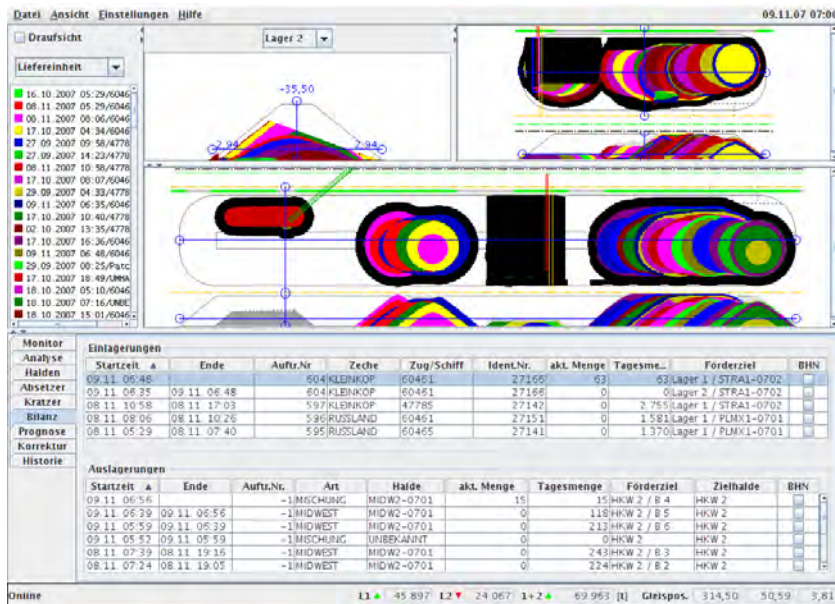 Datei Ansicht Einstellungen Hilfe 09.11.07 07:00
Draufsicht
Lager 2
Liefereinheit
-35,50
2,94 2,94
16.10.2007 05:29/6046
08.11.2007 05:29/6046
08.11.2007 08:06/6046
17.10.2007 04:34/6046
27.09.2007 09:58/4778
27.09.2007 14:23/4778
08.11.2007 10:58/4778
17.10.2007 08:07/6046
29.09.2007 04:33/4778
09.11.2007 06:35/6046
17.10.2007 10:40/4778
02.10.2007 13:35/4778
17.10.2007 16:36/6046
09.11.2007 06:48/6046
29.09.2007 08:25/Patc
17.10.2007 18:49/UMHA
18.10.2007 05:10/6046
18.10.2007 07:16/UNBE
18.10.2007 15:01/6046
Monitor
Analyse
Halden
Absetzer
Kratzer
Bilanz
Prognose
Korrektur
Historie
Einlagerungen
Startzeit Ende Auftr.Nr Zeche Zug/Schiff Ident.Nr. akt. Menge Tagesme... Förderziel BHN
09.11. 06:48 604 KLEINKOP 60461 27166 63 63 Lager 1 / STRA1-0702
09.11. 06:35 09.11. 06:48 604 KLEINKOP 60461 27166 0 0 Lager 2 / STRA1-0702
08.11. 10:58 08.11. 17:03 597 KLEINKOP 47785 27142 0 2.755 Lager 1 / STRA1-0702
08.11. 08:06 08.11. 10:26 596 RUSSLAND 60462 27151 0 1.581 Lager 1 / PLMX1-0701
08.11. 05:29 08.11. 07:40 595 RUSSLAND 60465 27141 0 1.370 Lager 1 / PLMX1-0701
Auslagerungen
Startzeit Ende Auftr.Nr. Art Halde akt. Menge Tagesmenge Förderziel Zielhalde BHN
09.11. 06:56 -1 MISCHUNG MIDW2-0701 15 15 HKW 2 / B 4 HKW 2
09.11. 06:39 09.11. 06:56 -1 MIDWEST MIDW2-0701 0 118 HKW 2 / B 5 HKW 2
09.11. 05:59 09.11. 06:39 -1 MIDWEST MIDW2-0701 0 213 HKW 2 / B 6 HKW 2
09.11. 05:52 09.11. 05:59 -1 MISCHUNG UNBEKANNT 0 0 HKW 2 HKW 2
08.11. 07:39 08.11. 19:16 -1 MIDWEST MIDW2-0701 0 243 HKW 2 / B 3 HKW 2
08.11. 07:24 08.11. 19:05 -1 MIDWEST MIDW2-0701 0 224 HKW 2 / B 2 HKW 2
Online L1 45 897 L2 24 067 1+2 69 963 [t] Gleispos. 314,50 50,59 3,81